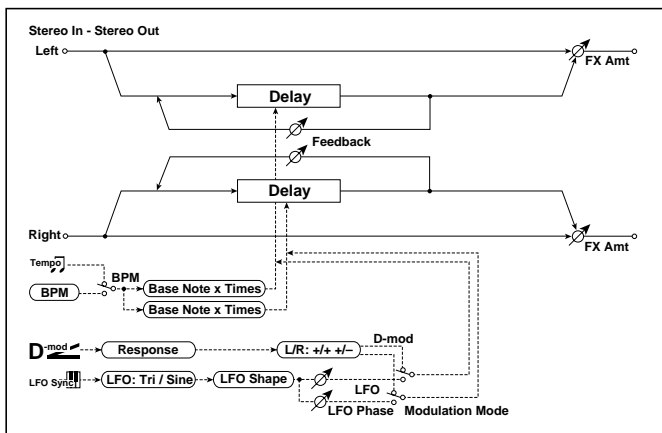 Stereo In - Stereo Out
Left
FX Amt
Delay
Feedback
Delay
Right
FX Amt
Tempo
BPM
BPM
Base Note x Times
Base Note x Times
D-mod
D-mod
Response
L/R: +/+ +/–
LFO Sync
LFO: Tri / Sine
LFO Shape
LFO
LFO Phase
Modulation Mode